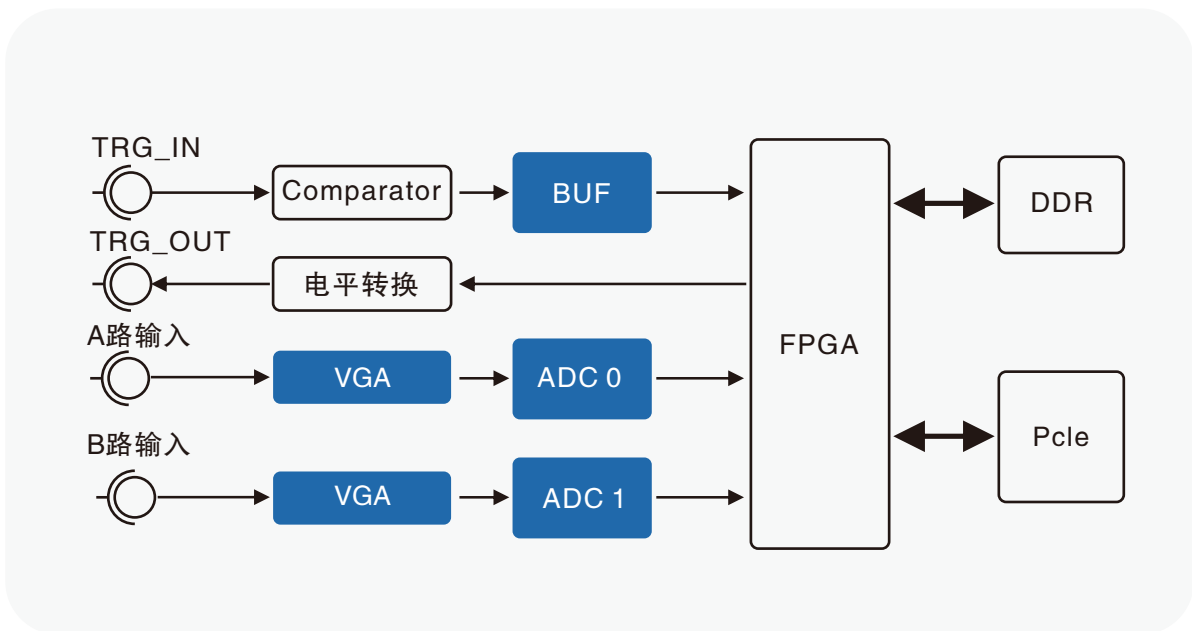 TRG_IN
Comparator
BUF
DDR
TRG_OUT
电平转换
FPGA
A路输入
VGA
ADC 0
PcIe
B路输入
VGA
ADC 1